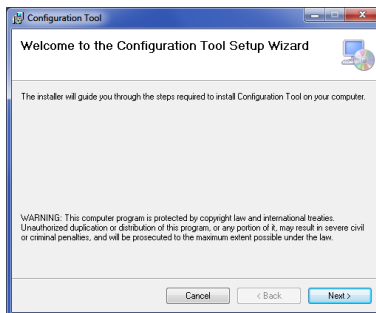 Configuration Tool
Welcome to the Configuration Tool Setup Wizard
The installer will guide you through the steps required to install Configuration Tool on your computer.
WARNING: This computer program is protected by copyright law and international treaties.
Unauthorized duplication or distribution of this program, or any portion of it, may result in severe civil
or criminal penalties, and will be prosecuted to the maximum extent possible under the law.
Cancel < Back Next >